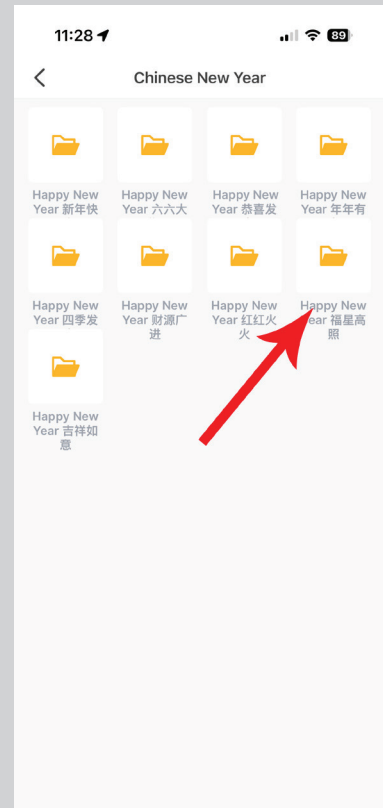 11:28
89
Chinese New Year
Happy New
Year 新年快
Happy New
Year 六六大
Happy New
Year 恭喜发
Happy New
Year 年年有
Happy New
Year 四季发
Happy New
Year 财源广
进
Happy New
Year 红红火
火
Happy New
Year 福星高
照
Happy New
Year 吉祥如
意